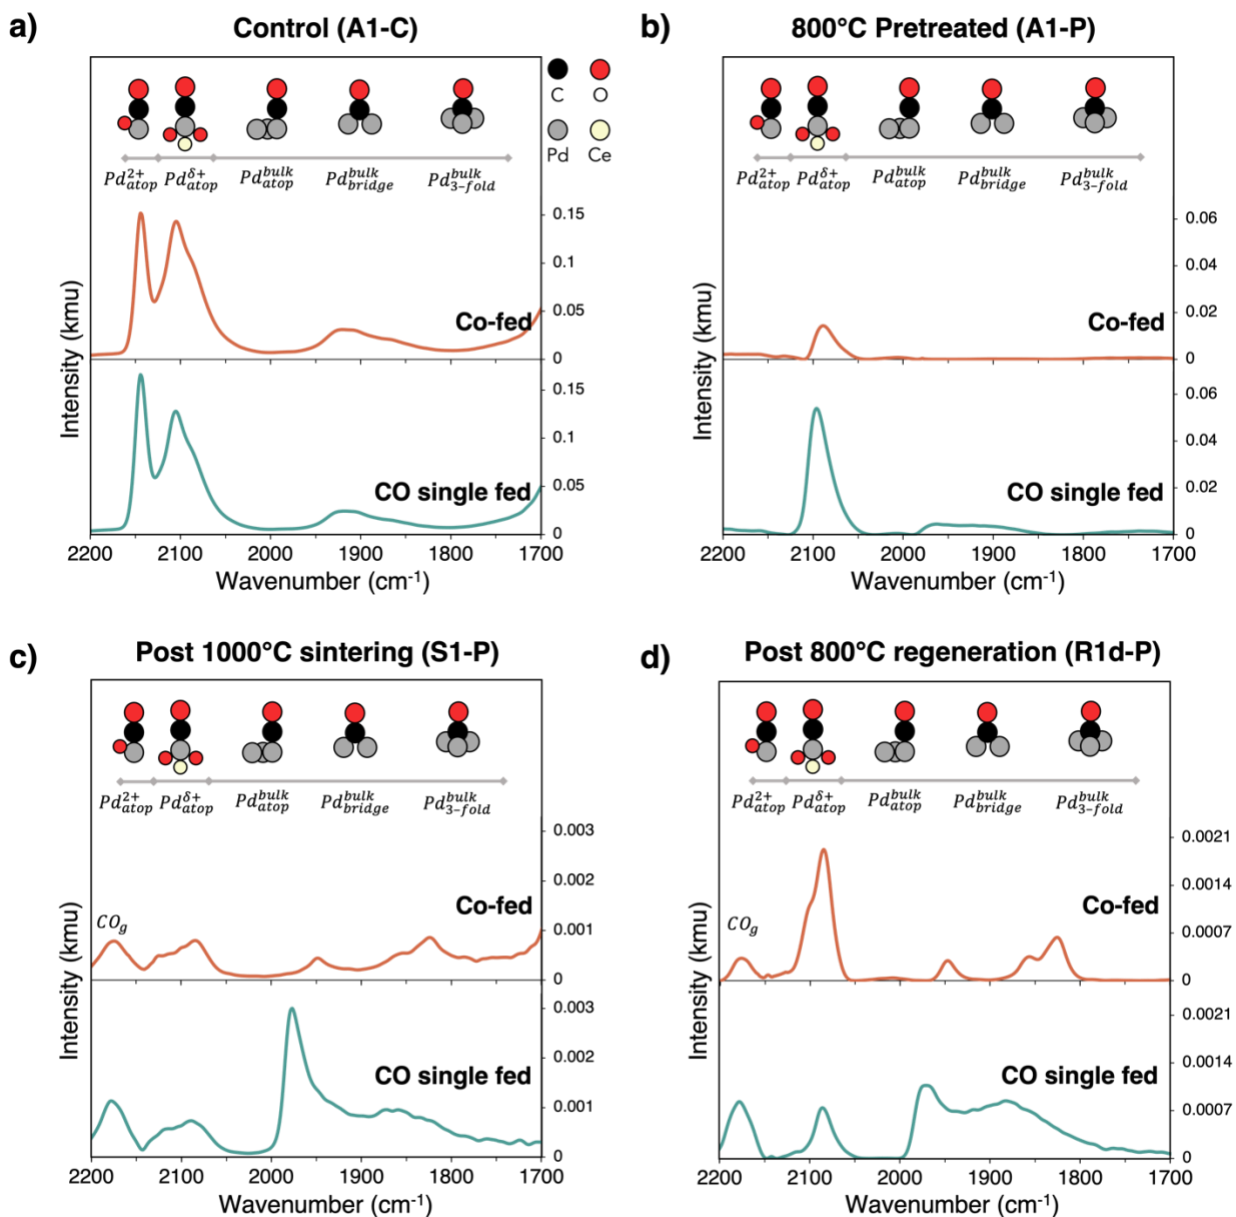 a)
Control (A1-C)
C
O
Pd
Ce
Pd²⁺atop
Pdᵟ⁺atop
Pdᵇᵘˡᵏatop
Pdᵇᵘˡᵏbridge
Pdᵇᵘˡᵏ3-fold
0.15
0.1
0.05
Co-fed
0
0.15
0.1
0.05
CO single fed
0
Intensity (kmu)
2200 2100 2000 1900 1800 1700
Wavenumber (cm⁻¹)
b)
800°C Pretreated (A1-P)
Pd²⁺atop
Pdᵟ⁺atop
Pdᵇᵘˡᵏatop
Pdᵇᵘˡᵏbridge
Pdᵇᵘˡᵏ3-fold
0.06
0.04
0.02
Co-fed
0
0.06
0.04
0.02
CO single fed
0
Intensity (kmu)
2200 2100 2000 1900 1800 1700
Wavenumber (cm⁻¹)
c)
Post 1000°C sintering (S1-P)
Pd²⁺atop
Pdᵟ⁺atop
Pdᵇᵘˡᵏatop
Pdᵇᵘˡᵏbridge
Pdᵇᵘˡᵏ3-fold
0.003
0.002
0.001
Co-fed
COg
0
0.003
0.002
0.001
CO single fed
0
Intensity (kmu)
2200 2100 2000 1900 1800 1700
Wavenumber (cm⁻¹)
d)
Post 800°C regeneration (R1d-P)
Pd²⁺atop
Pdᵟ⁺atop
Pdᵇᵘˡᵏatop
Pdᵇᵘˡᵏbridge
Pdᵇᵘˡᵏ3-fold
0.0021
0.0014
0.0007
Co-fed
COg
0
0.0021
0.0014
0.0007
CO single fed
0
Intensity (kmu)
2200 2100 2000 1900 1800 1700
Wavenumber (cm⁻¹)